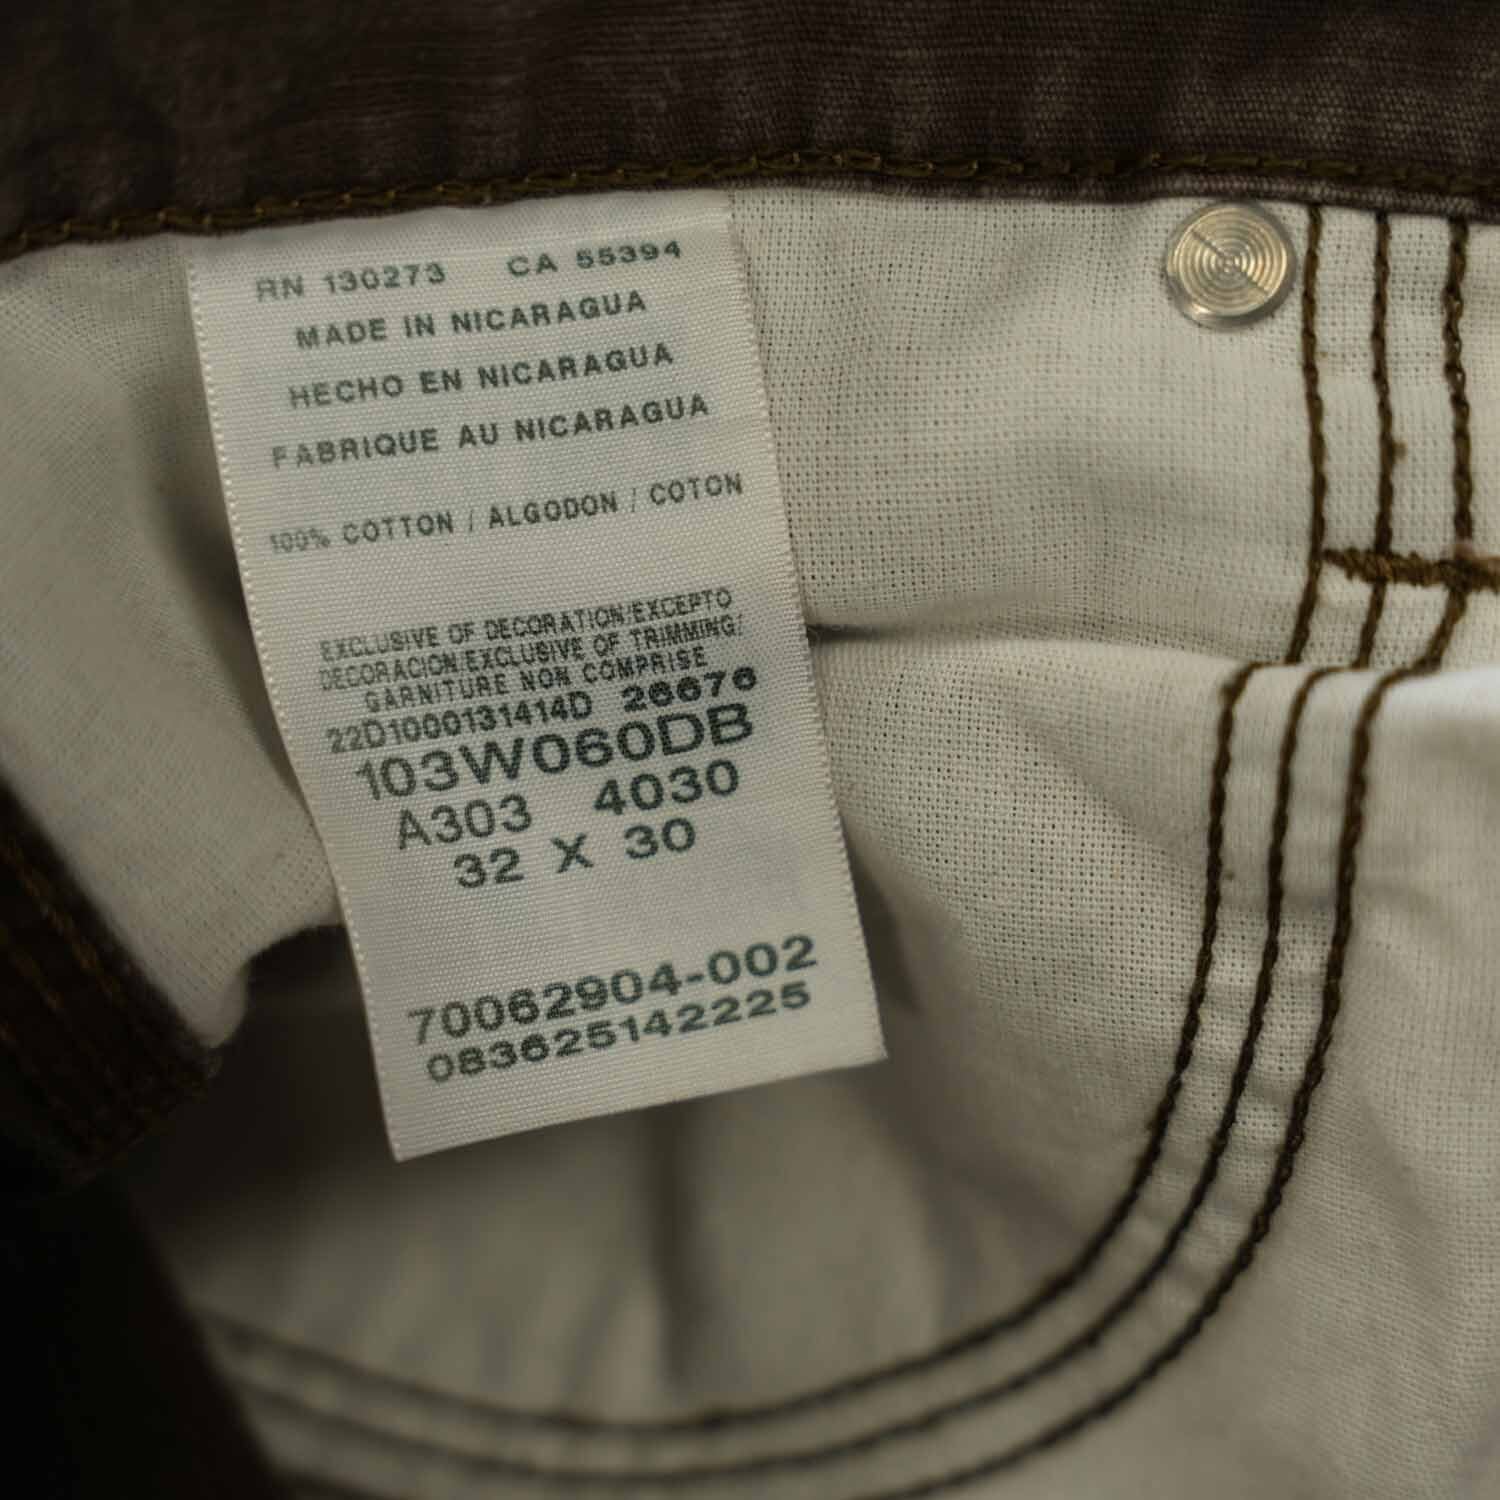 RN 130273 CA 55394
MADE IN NICARAGUA
HECHO EN NICARAGUA
FABRIQUE AU NICARAGUA
100% COTTON / ALGODON / COTON
EXCLUSIVE OF DECORATION/EXCEPTO
DECORACION/EXCLUSIVE OF TRIMMING/
GARNITURE NON COMPRISE
22D1000131414D 26676
103W060DB
A303 4030
32 X 30
70062904-002
083625142225